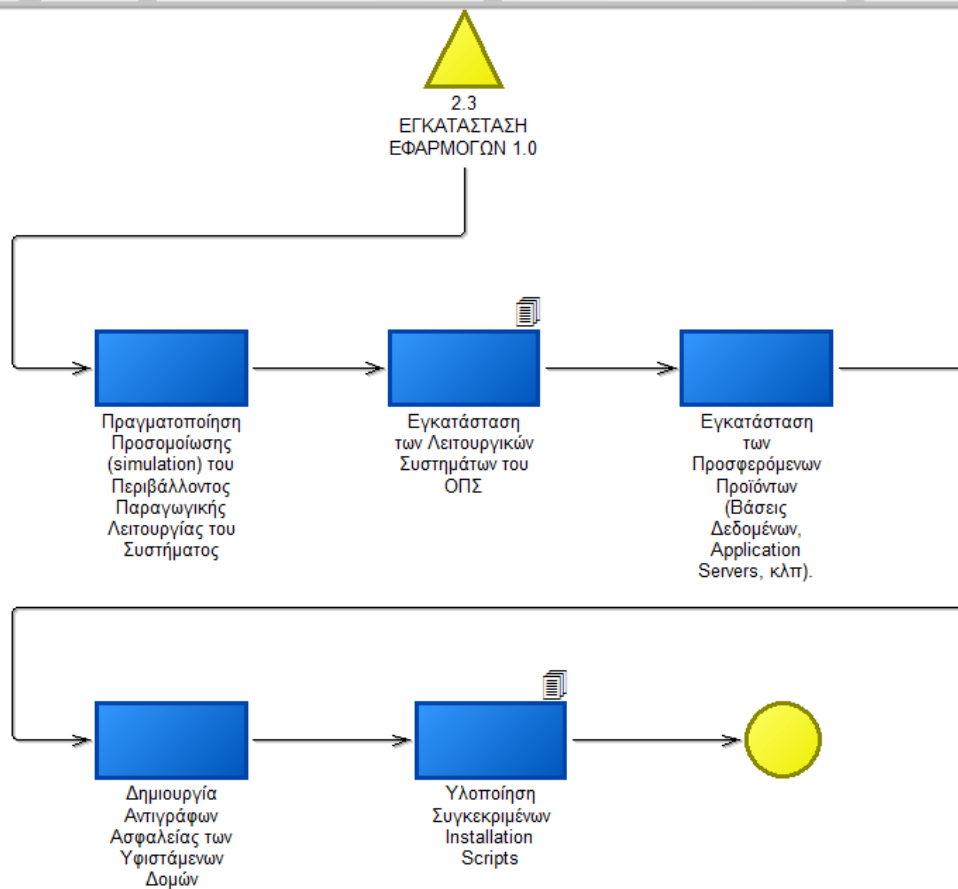 2.3
ΕΓΚΑΤΑΣΤΑΣΗ
ΕΦΑΡΜΟΓΩΝ 1.0
Πραγματοποίηση
Προσομοίωσης
(simulation) του
Περιβάλλοντος
Παραγωγικής
Λειτουργίας του
Συστήματος
Εγκατάσταση
των Λειτουργικών
Συστημάτων του
ΟΠΣ
Εγκατάσταση
των
Προσφερόμενων
Προϊόντων
(Βάσεις
Δεδομένων,
Application
Servers, κλπ).
Δημιουργία
Αντιγράφων
Ασφαλείας των
Υφιστάμενων
Δομών
Υλοποίηση
Συγκεκριμένων
Installation
Scripts